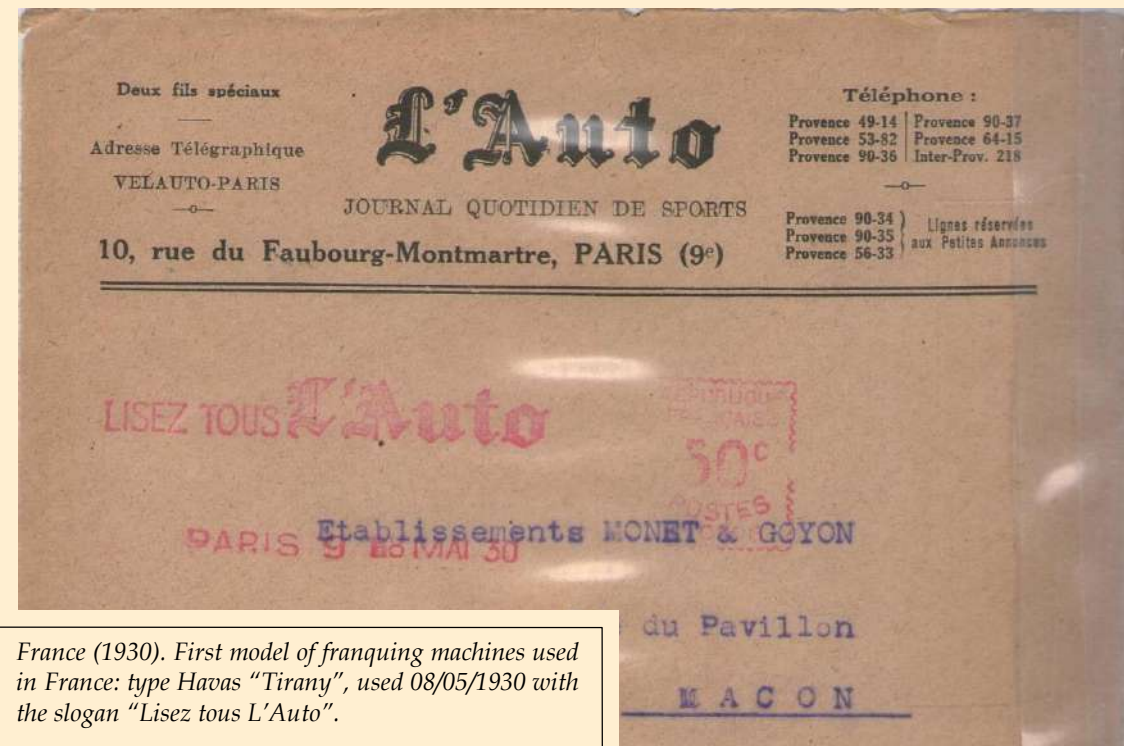 Deux fils spéciaux
Adresse Télégraphique
VELAUTO-PARIS
L'Auto
JOURNAL QUOTIDIEN DE SPORTS
10, rue du Faubourg-Montmartre, PARIS (9e)
Téléphone :
Provence 49-14 Provence 90-37
Provence 53-82 Provence 64-15
Provence 90-36 Inter-Prov. 218
Provence 90-34
Provence 90-35
Provence 56-33
Lignes réservées
aux Petites Annonces
LISEZ TOUS L'Auto
50c
POSTES
PARIS 9 MAI 30
Etablissements MONET & GOYON
du Pavillon
MACON
France (1930). First model of franquing machines used
in France: type Havas “Tirany”, used 08/05/1930 with
the slogan “Lisez tous L'Auto”.